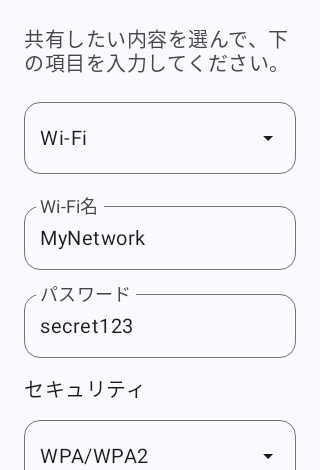 共有したい内容を選んで、下
の項目を入力してください。
Wi-Fi
Wi-Fi名
MyNetwork
パスワード
secret123
セキュリティ
WPA/WPA2